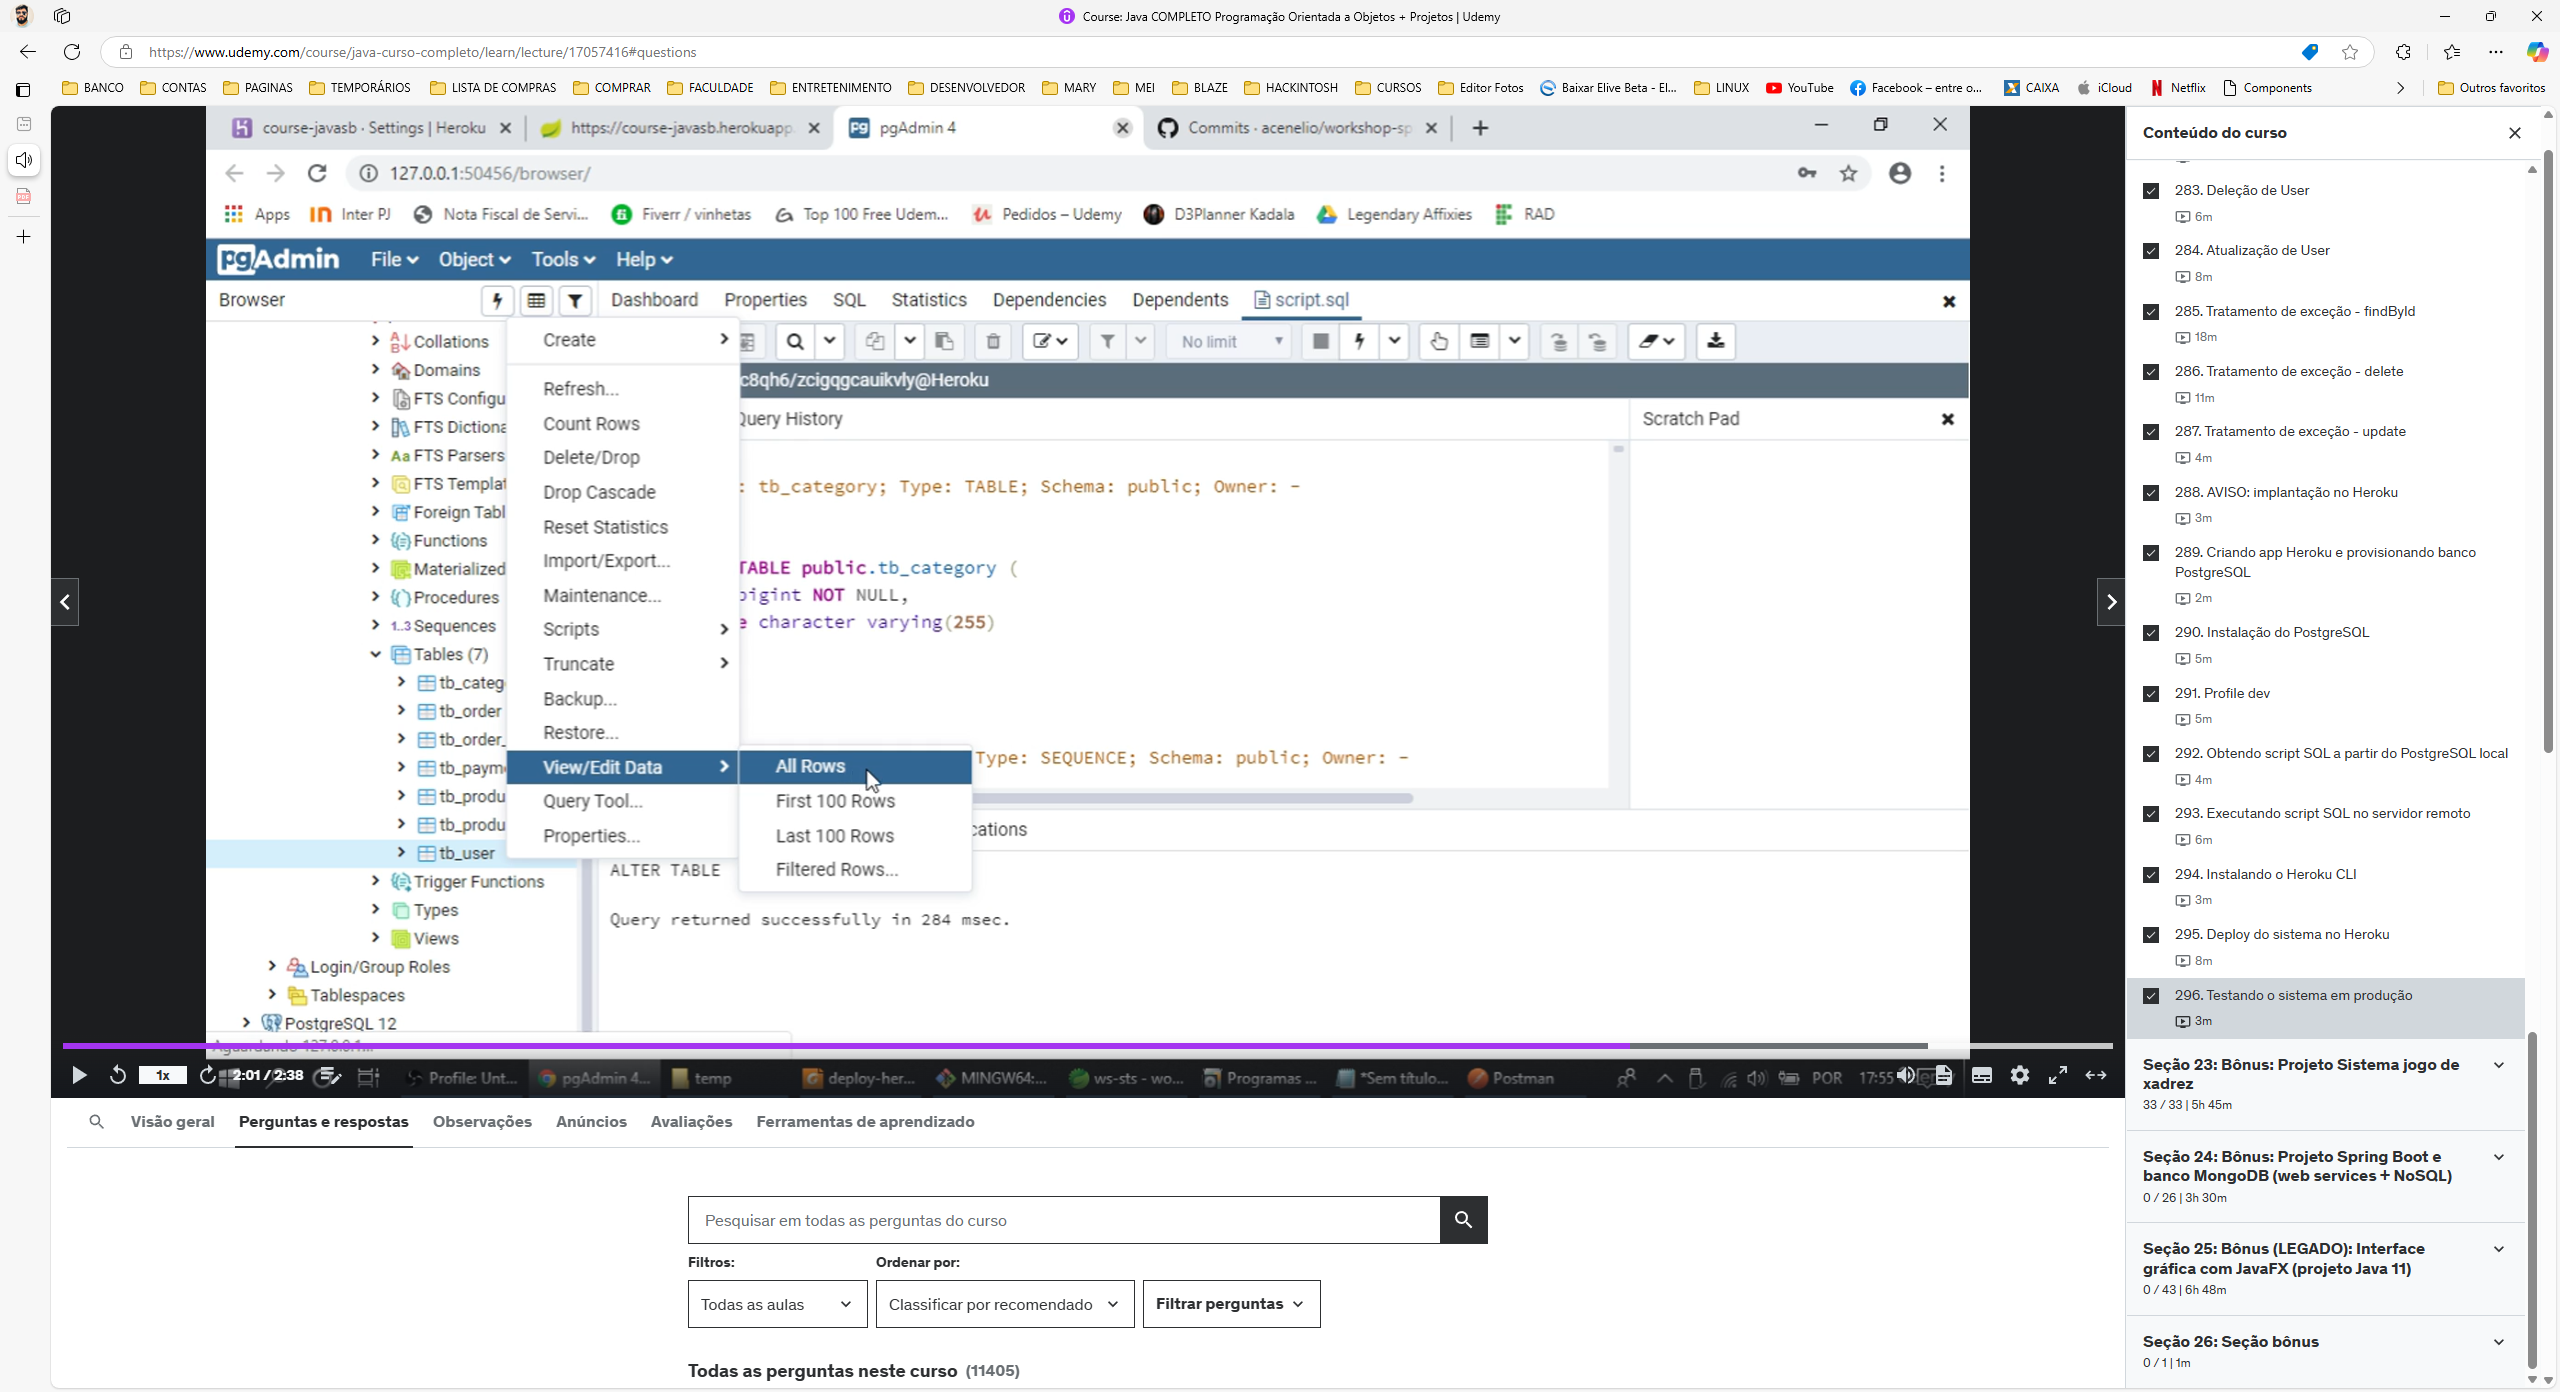 Course: Java COMPLETO Programação Orientada a Objetos + Projetos | Udemy
https://www.udemy.com/course/java-curso-completo/learn/lecture/17057416#questions
BANCO CONTAS PAGINAS TEMPORÁRIOS LISTA DE COMPRAS COMPRAR FACULDADE ENTRETENIMENTO DESENVOLVEDOR MARY MEI BLAZE HACKINTOSH CURSOS Editor Fotos Baixar Elive Beta - El... LINUX YouTube Facebook – entre o... CAIXA iCloud Netflix Components Outros favoritos
course-javasb · Settings | Heroku https://course-javasb.herokuapp. pgAdmin 4 Commits · acenelio/workshop-sp
127.0.0.1:50456/browser/
Apps Inter PJ Nota Fiscal de Servi... Fiverr / vinhetas Top 100 Free Udem... Pedidos – Udemy D3Planner Kadala Legendary Affixies RAD
pgAdmin File Object Tools Help
Browser Dashboard Properties SQL Statistics Dependencies Dependents script.sql
Collations
Domains
FTS Configu
FTS Dictiona
FTS Parsers
FTS Templat
Foreign Tabl
Functions
Materialized
Procedures
1..3 Sequences
Tables (7)
tb_categ
tb_order
tb_order_
tb_paym
tb_produ
tb_produ
tb_user
Trigger Functions
Types
Views
Login/Group Roles
Tablespaces
PostgreSQL 12
Create
Refresh...
Count Rows
Delete/Drop
Drop Cascade
Reset Statistics
Import/Export...
Maintenance...
Scripts
Truncate
Backup...
Restore...
View/Edit Data
Query Tool...
Properties...
All Rows
First 100 Rows
Last 100 Rows
Filtered Rows...
No limit
c8qh6/zcigqgcauikvly@Heroku
Query History
Scratch Pad
: tb_category; Type: TABLE; Schema: public; Owner: -
TABLE public.tb_category (
bigint NOT NULL,
e character varying(255)
Type: SEQUENCE; Schema: public; Owner: -
cations
ALTER TABLE
Query returned successfully in 284 msec.
1x 2:01 / 2:38 Profile: Unt... pgAdmin 4... temp deploy-her... MINGW64:... ws-sts - wo... Programas ... *Sem título... Postman POR 17:55
Visão geral Perguntas e respostas Observações Anúncios Avaliações Ferramentas de aprendizado
Pesquisar em todas as perguntas do curso
Filtros: Ordenar por:
Todas as aulas Classificar por recomendado Filtrar perguntas
Todas as perguntas neste curso (11405)
Conteúdo do curso
283. Deleção de User
6m
284. Atualização de User
8m
285. Tratamento de exceção - findById
18m
286. Tratamento de exceção - delete
11m
287. Tratamento de exceção - update
4m
288. AVISO: implantação no Heroku
3m
289. Criando app Heroku e provisionando banco
PostgreSQL
2m
290. Instalação do PostgreSQL
5m
291. Profile dev
5m
292. Obtendo script SQL a partir do PostgreSQL local
4m
293. Executando script SQL no servidor remoto
6m
294. Instalando o Heroku CLI
3m
295. Deploy do sistema no Heroku
8m
296. Testando o sistema em produção
3m
Seção 23: Bônus: Projeto Sistema jogo de
xadrez
33 / 33 | 5h 45m
Seção 24: Bônus: Projeto Spring Boot e
banco MongoDB (web services + NoSQL)
0 / 26 | 3h 30m
Seção 25: Bônus (LEGADO): Interface
gráfica com JavaFX (projeto Java 11)
0 / 43 | 6h 48m
Seção 26: Seção bônus
0 / 1 | 1m